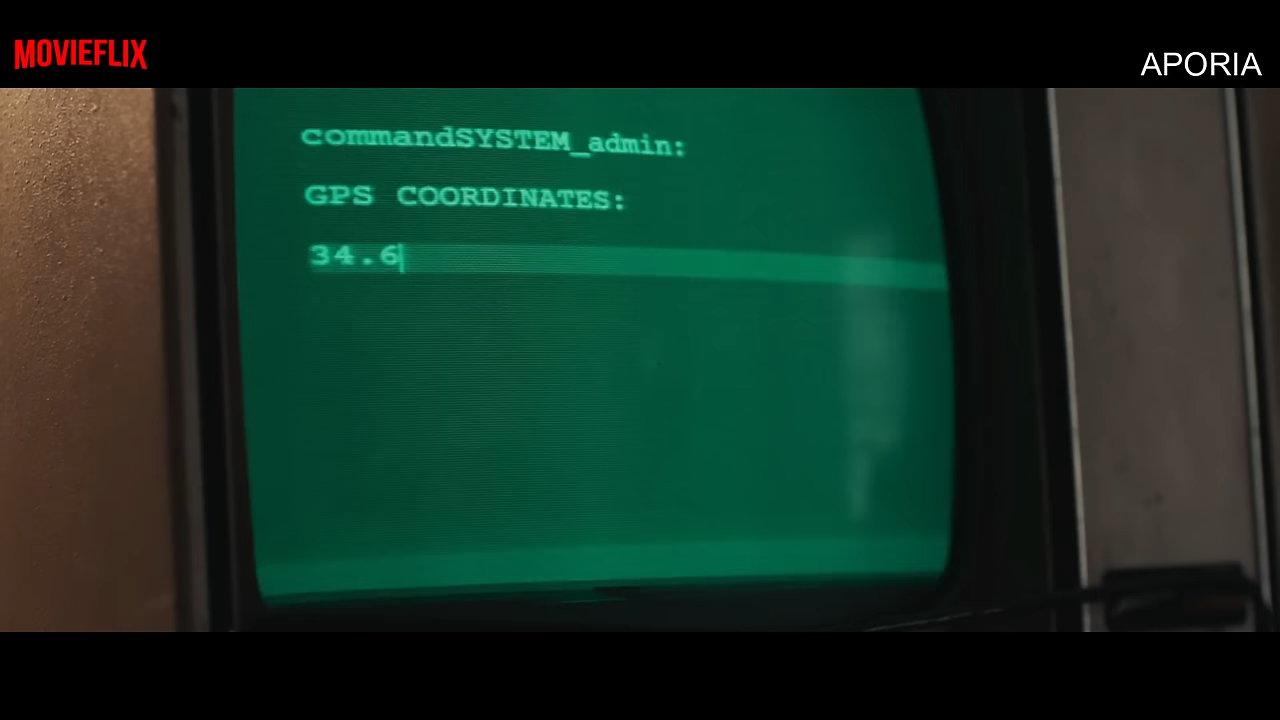 MOVIEFLIX
APORIA
commandSYSTEM_admin:
GPS COORDINATES:
34.6